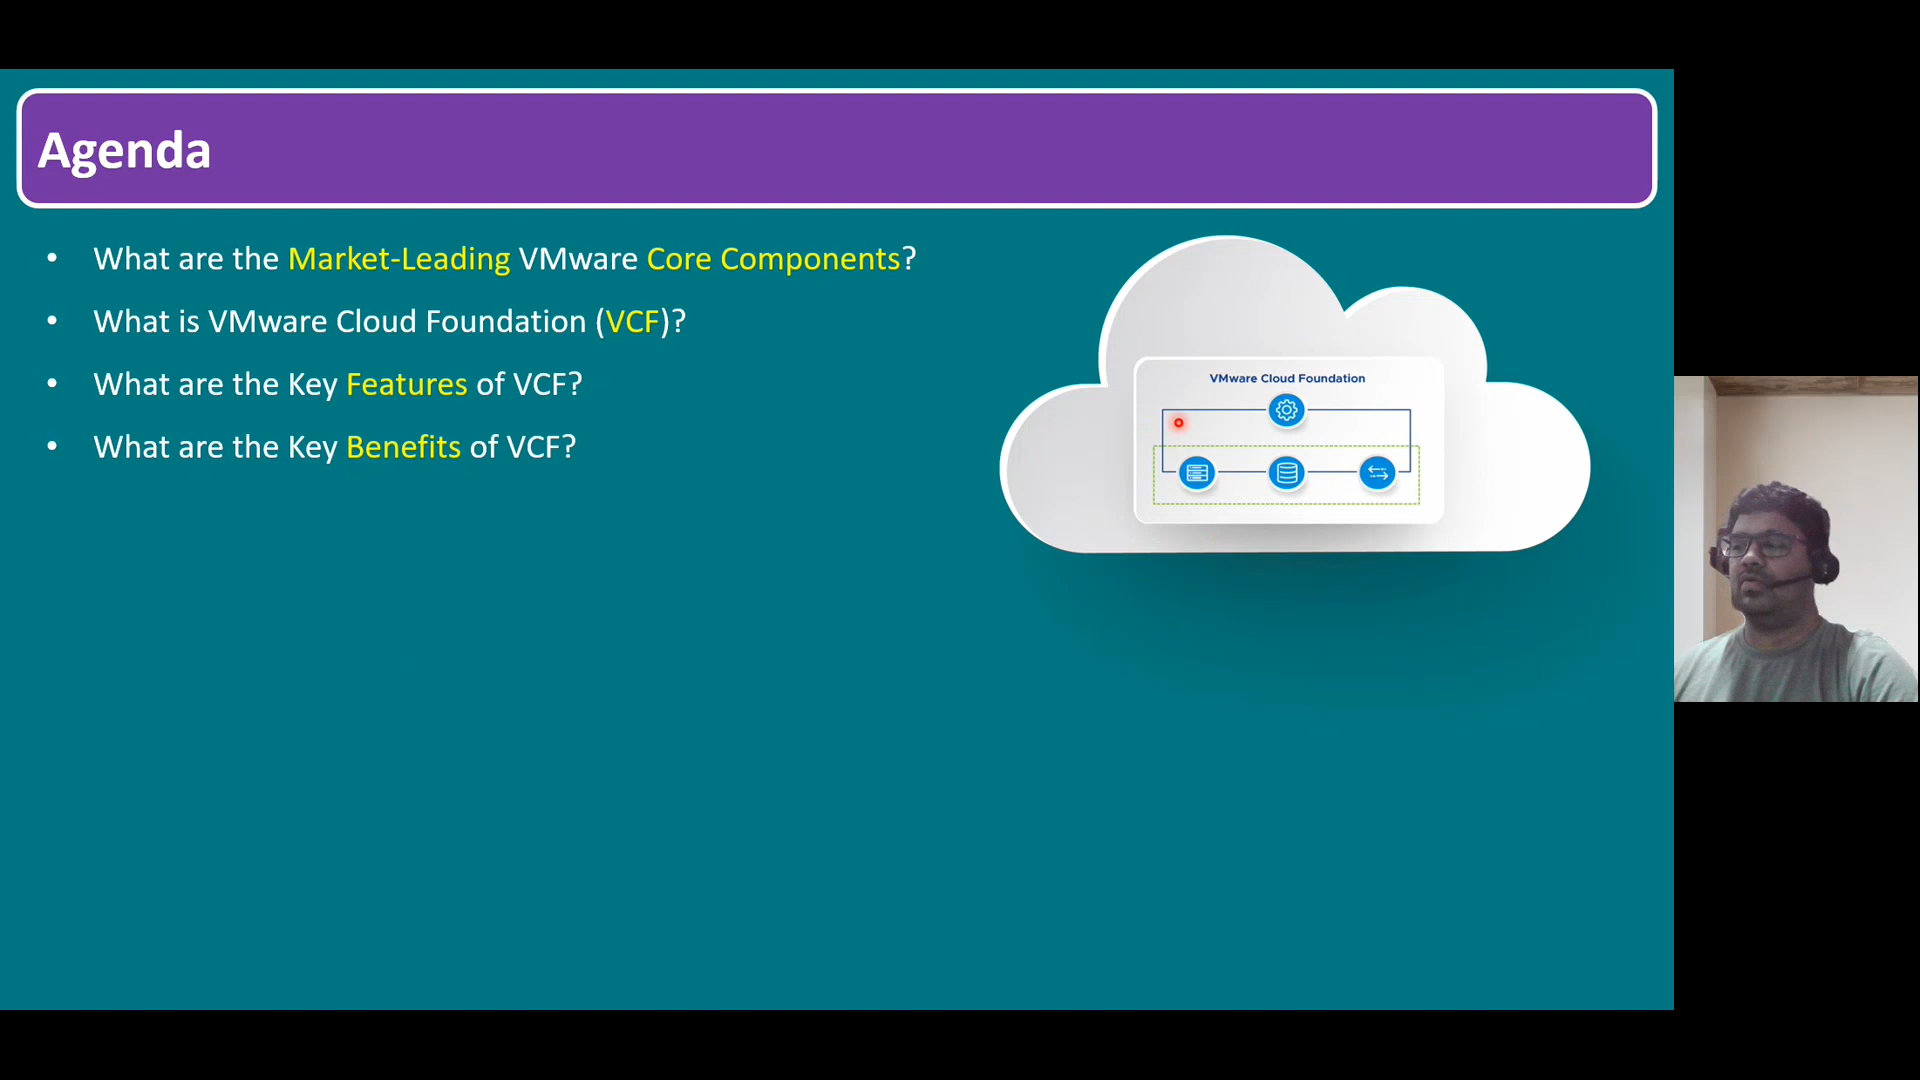 Agenda
• What are the Market-Leading VMware Core Components?
• What is VMware Cloud Foundation (VCF)?
• What are the Key Features of VCF?
• What are the Key Benefits of VCF?
VMware Cloud Foundation